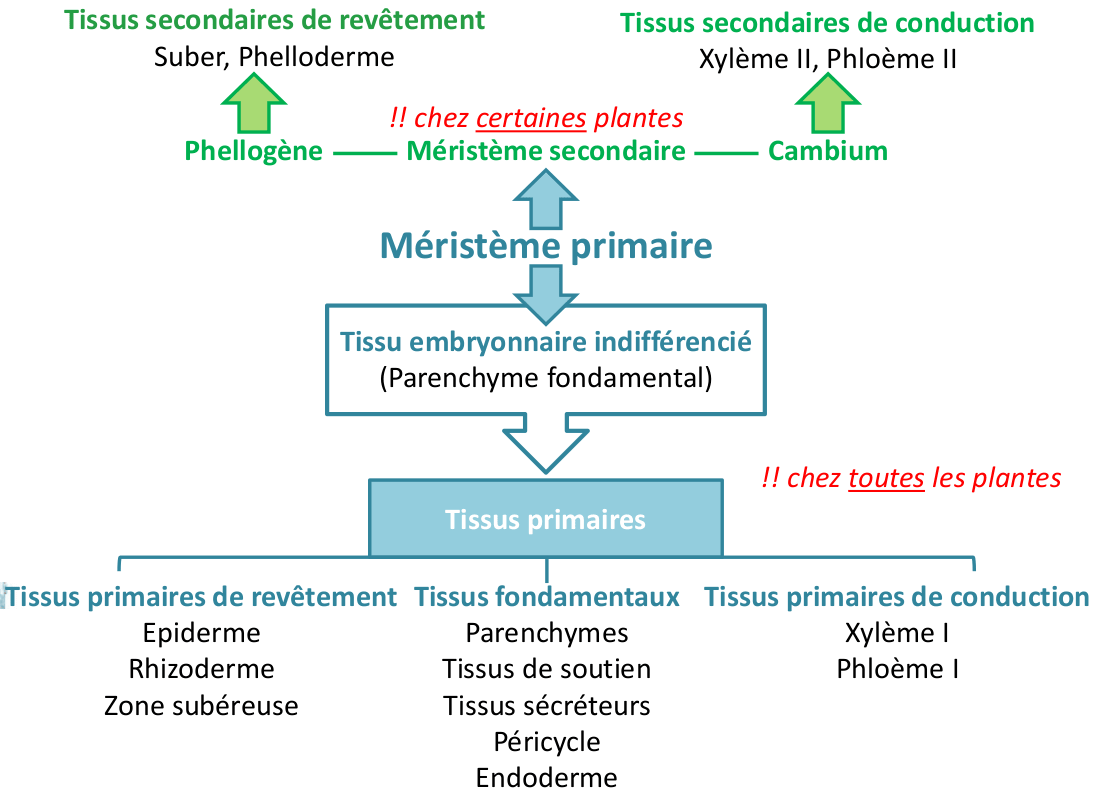 Tissus secondaires de revêtement
Suber, Phelloderme
Tissus secondaires de conduction
Xylème II, Phloème II
!! chez certaines plantes
Phellogène
Méristème secondaire
Cambium
Méristème primaire
Tissu embryonnaire indifférencié
(Parenchyme fondamental)
!! chez toutes les plantes
Tissus primaires
Tissus primaires de revêtement
Epiderme
Rhizoderme
Zone subéreuse
Tissus fondamentaux
Parenchymes
Tissus de soutien
Tissus sécréteurs
Péricycle
Endoderme
Tissus primaires de conduction
Xylème I
Phloème I